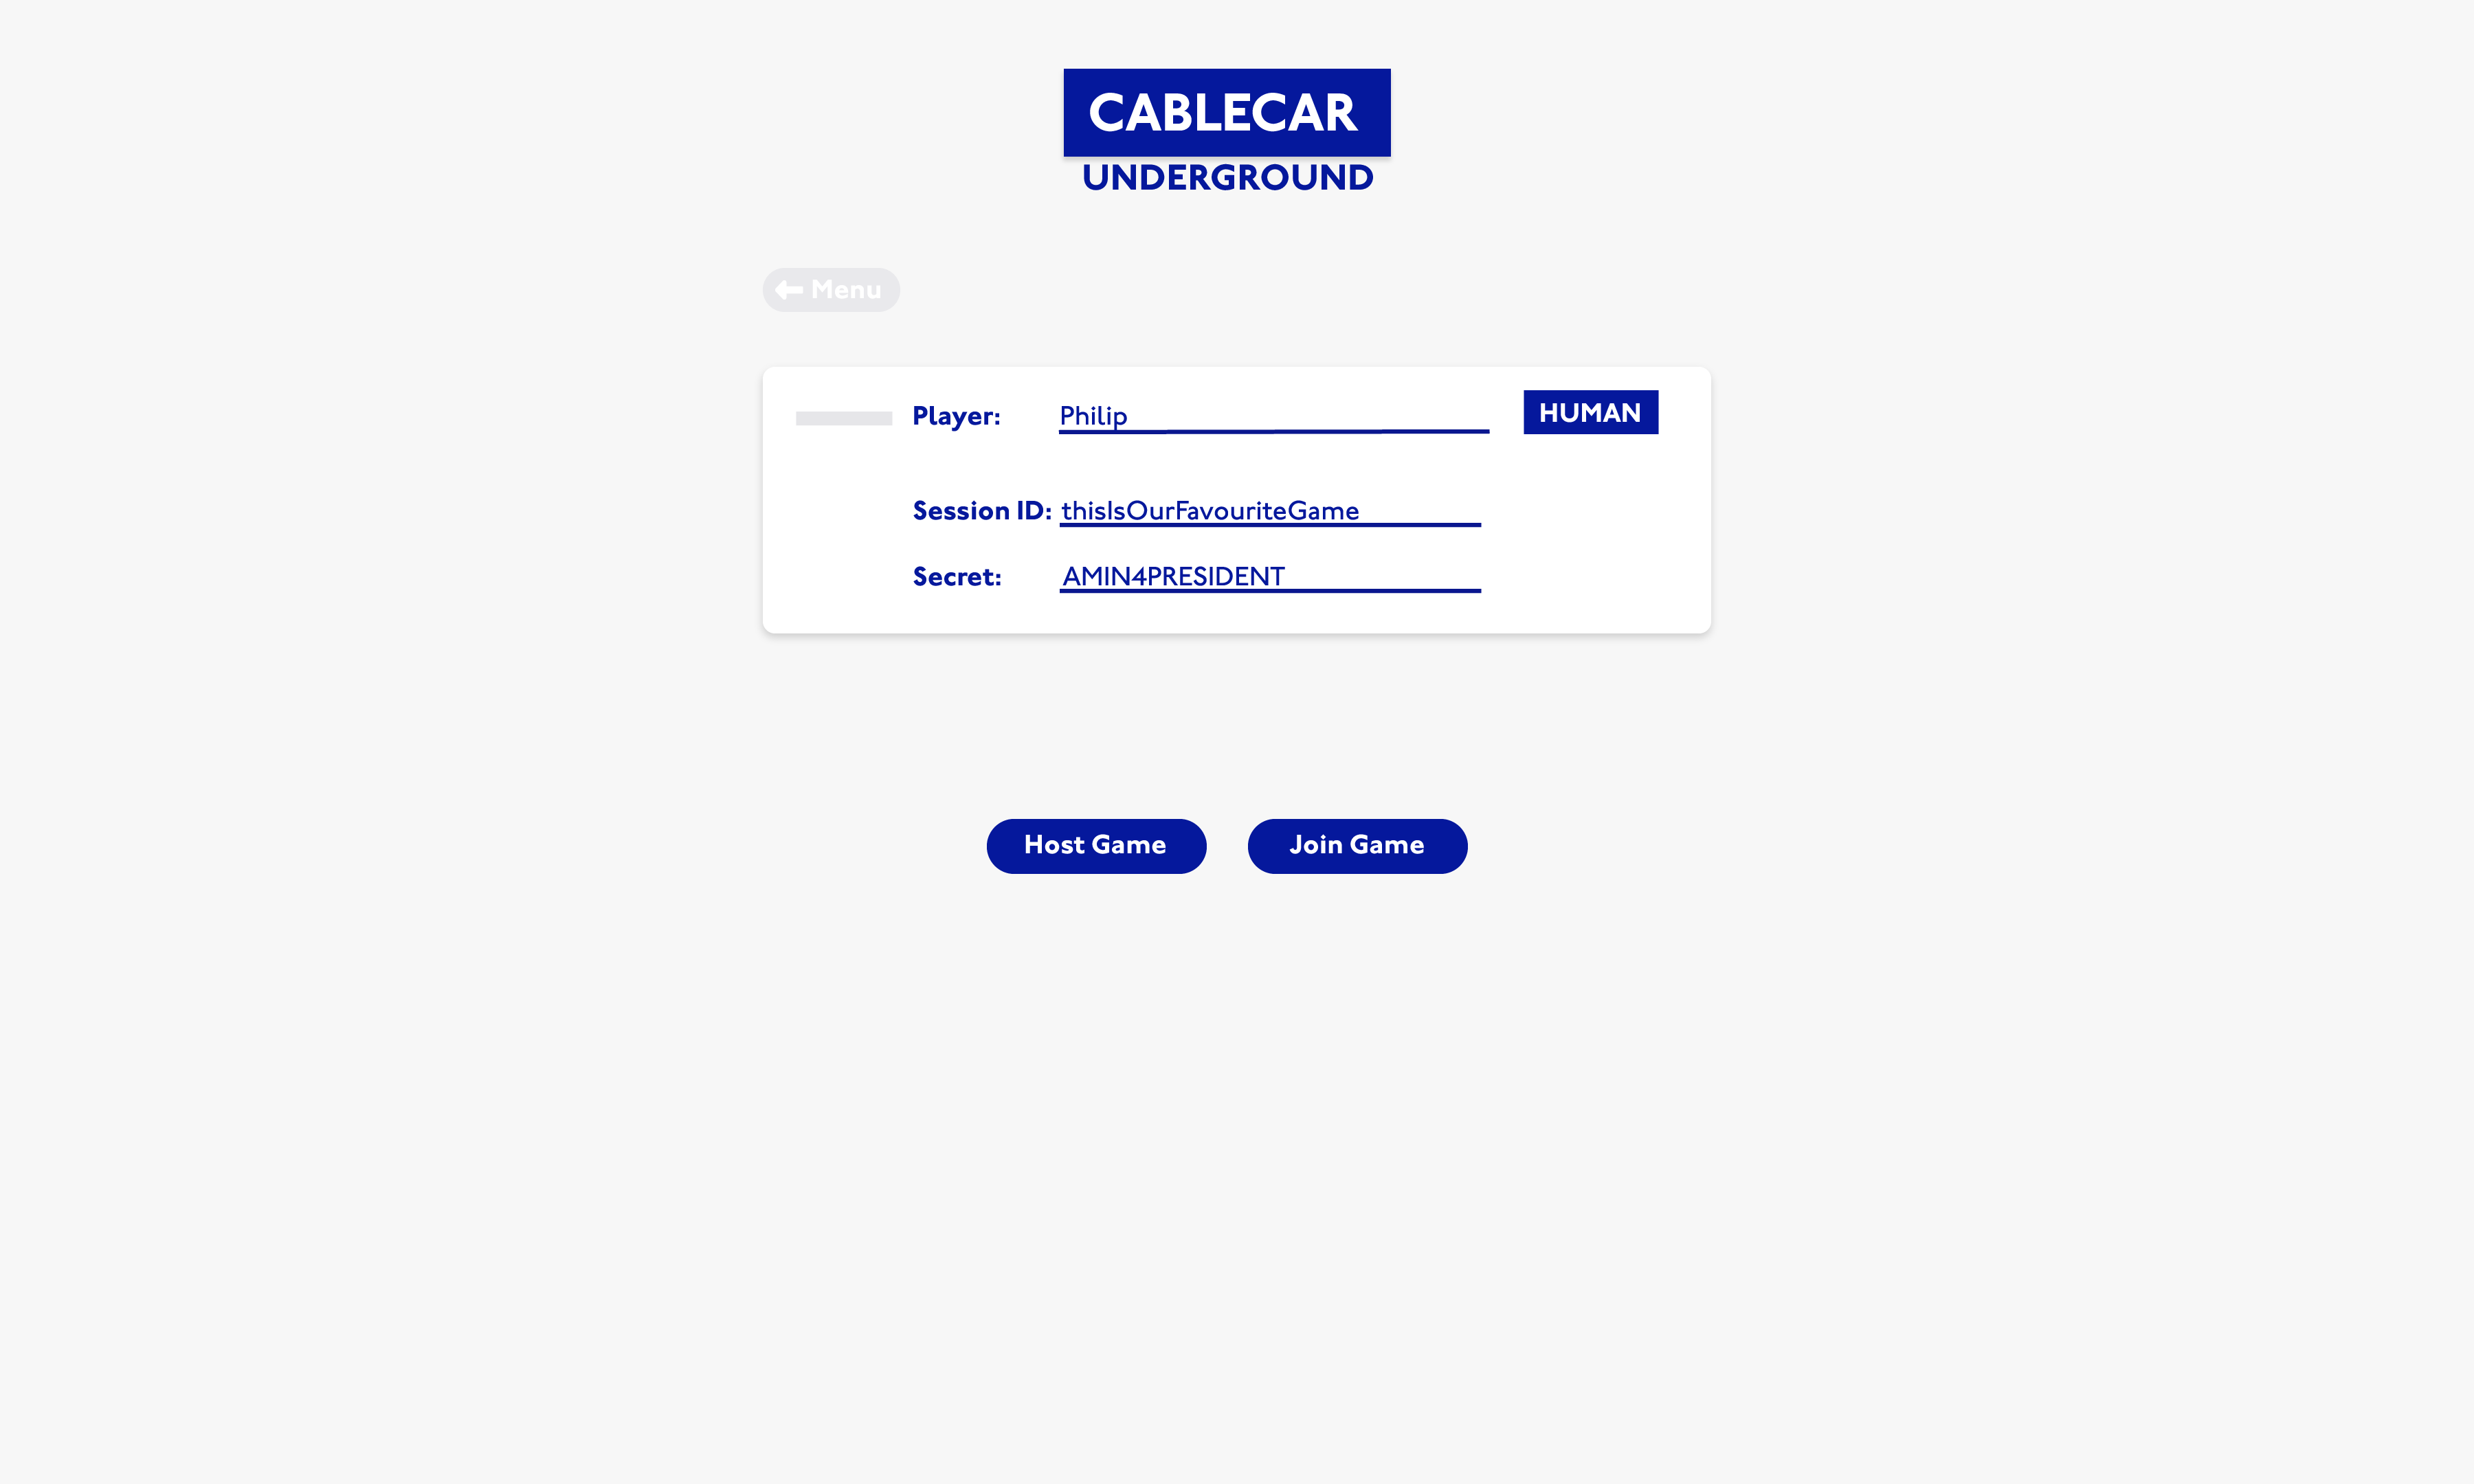 CABLECAR
UNDERGROUND
Menu
Player: Philip HUMAN
Session ID: thisIsOurFavouriteGame
Secret: AMIN4PRESIDENT
Host Game Join Game